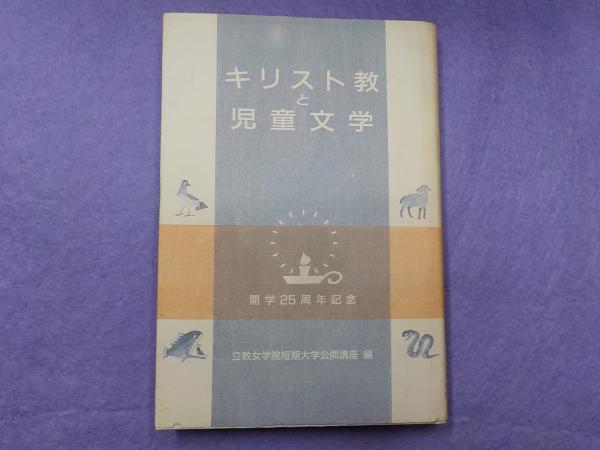 キリスト教
と
児童文学
開学25周年記念
立教女学院短期大学公開講座 編